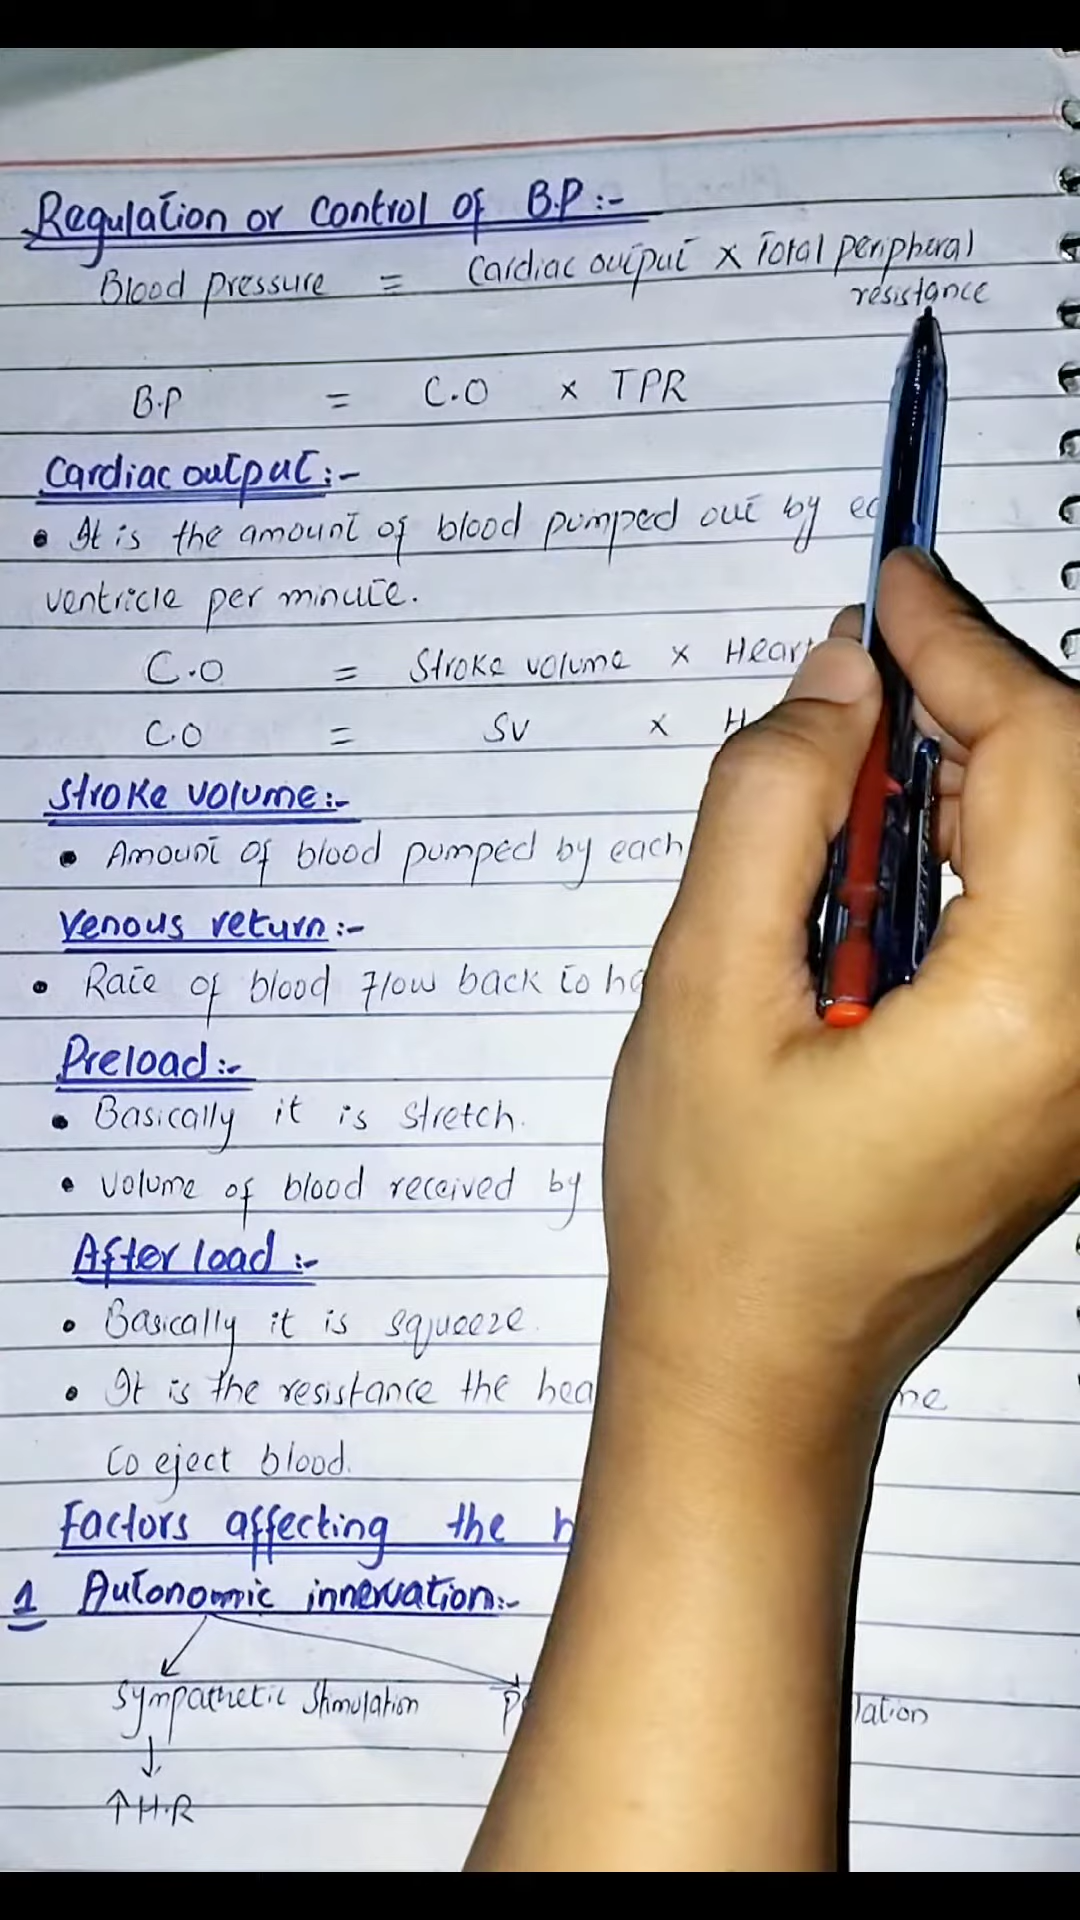 Regulation or control of B.P:-
Blood pressure = Cardiac output × Total peripheral
resistance
B.P = C.O × TPR
Cardiac output:-
• It is the amount of blood pumped out by
ventricle per minute.
C.O = Stroke volume ×
C.O = SV ×
Stroke volume:-
• Amount of blood pumped by each
Venous return:-
• Rate of blood flow back to
Preload:-
• Basically it is stretch.
• Volume of blood received by
After load:-
• Basically it is squeeze.
• It is the resistance the
to eject blood.
Factors affecting the
1 Autonomic innervation:-
Sympathetic Stimulation
↓
↑ H.R